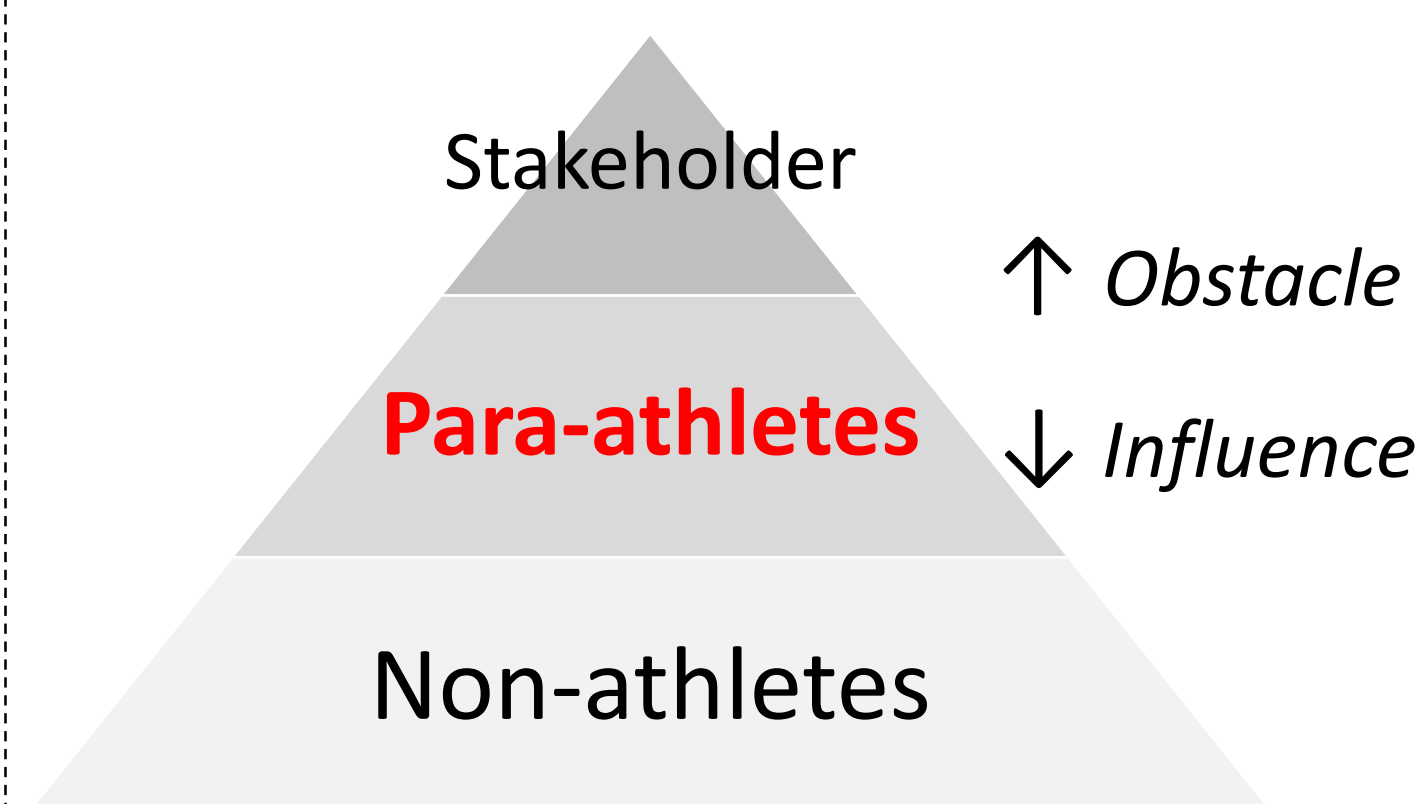 Stakeholder
↑ Obstacle
Para-athletes
↓ Influence
Non-athletes